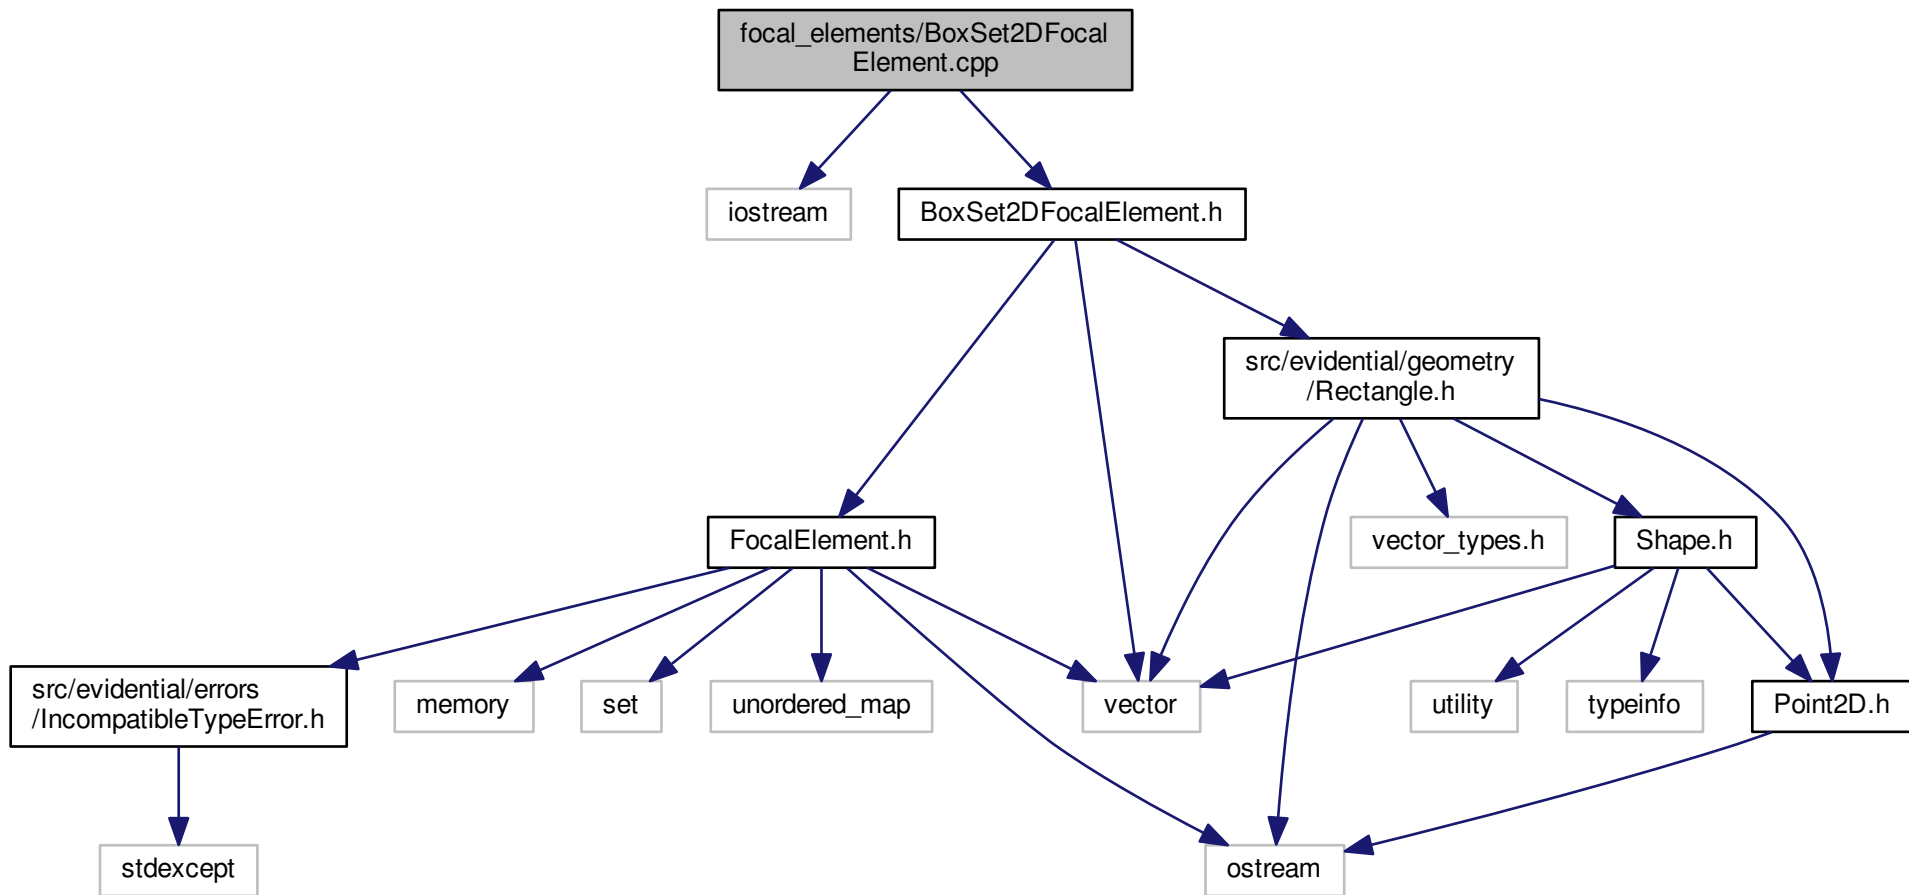 focal_elements/BoxSet2DFocal
Element.cpp
iostream
BoxSet2DFocalElement.h
src/evidential/geometry
/Rectangle.h
FocalElement.h
vector_types.h
Shape.h
src/evidential/errors
/IncompatibleTypeError.h
memory
set
unordered_map
vector
utility
typeinfo
Point2D.h
stdexcept
ostream